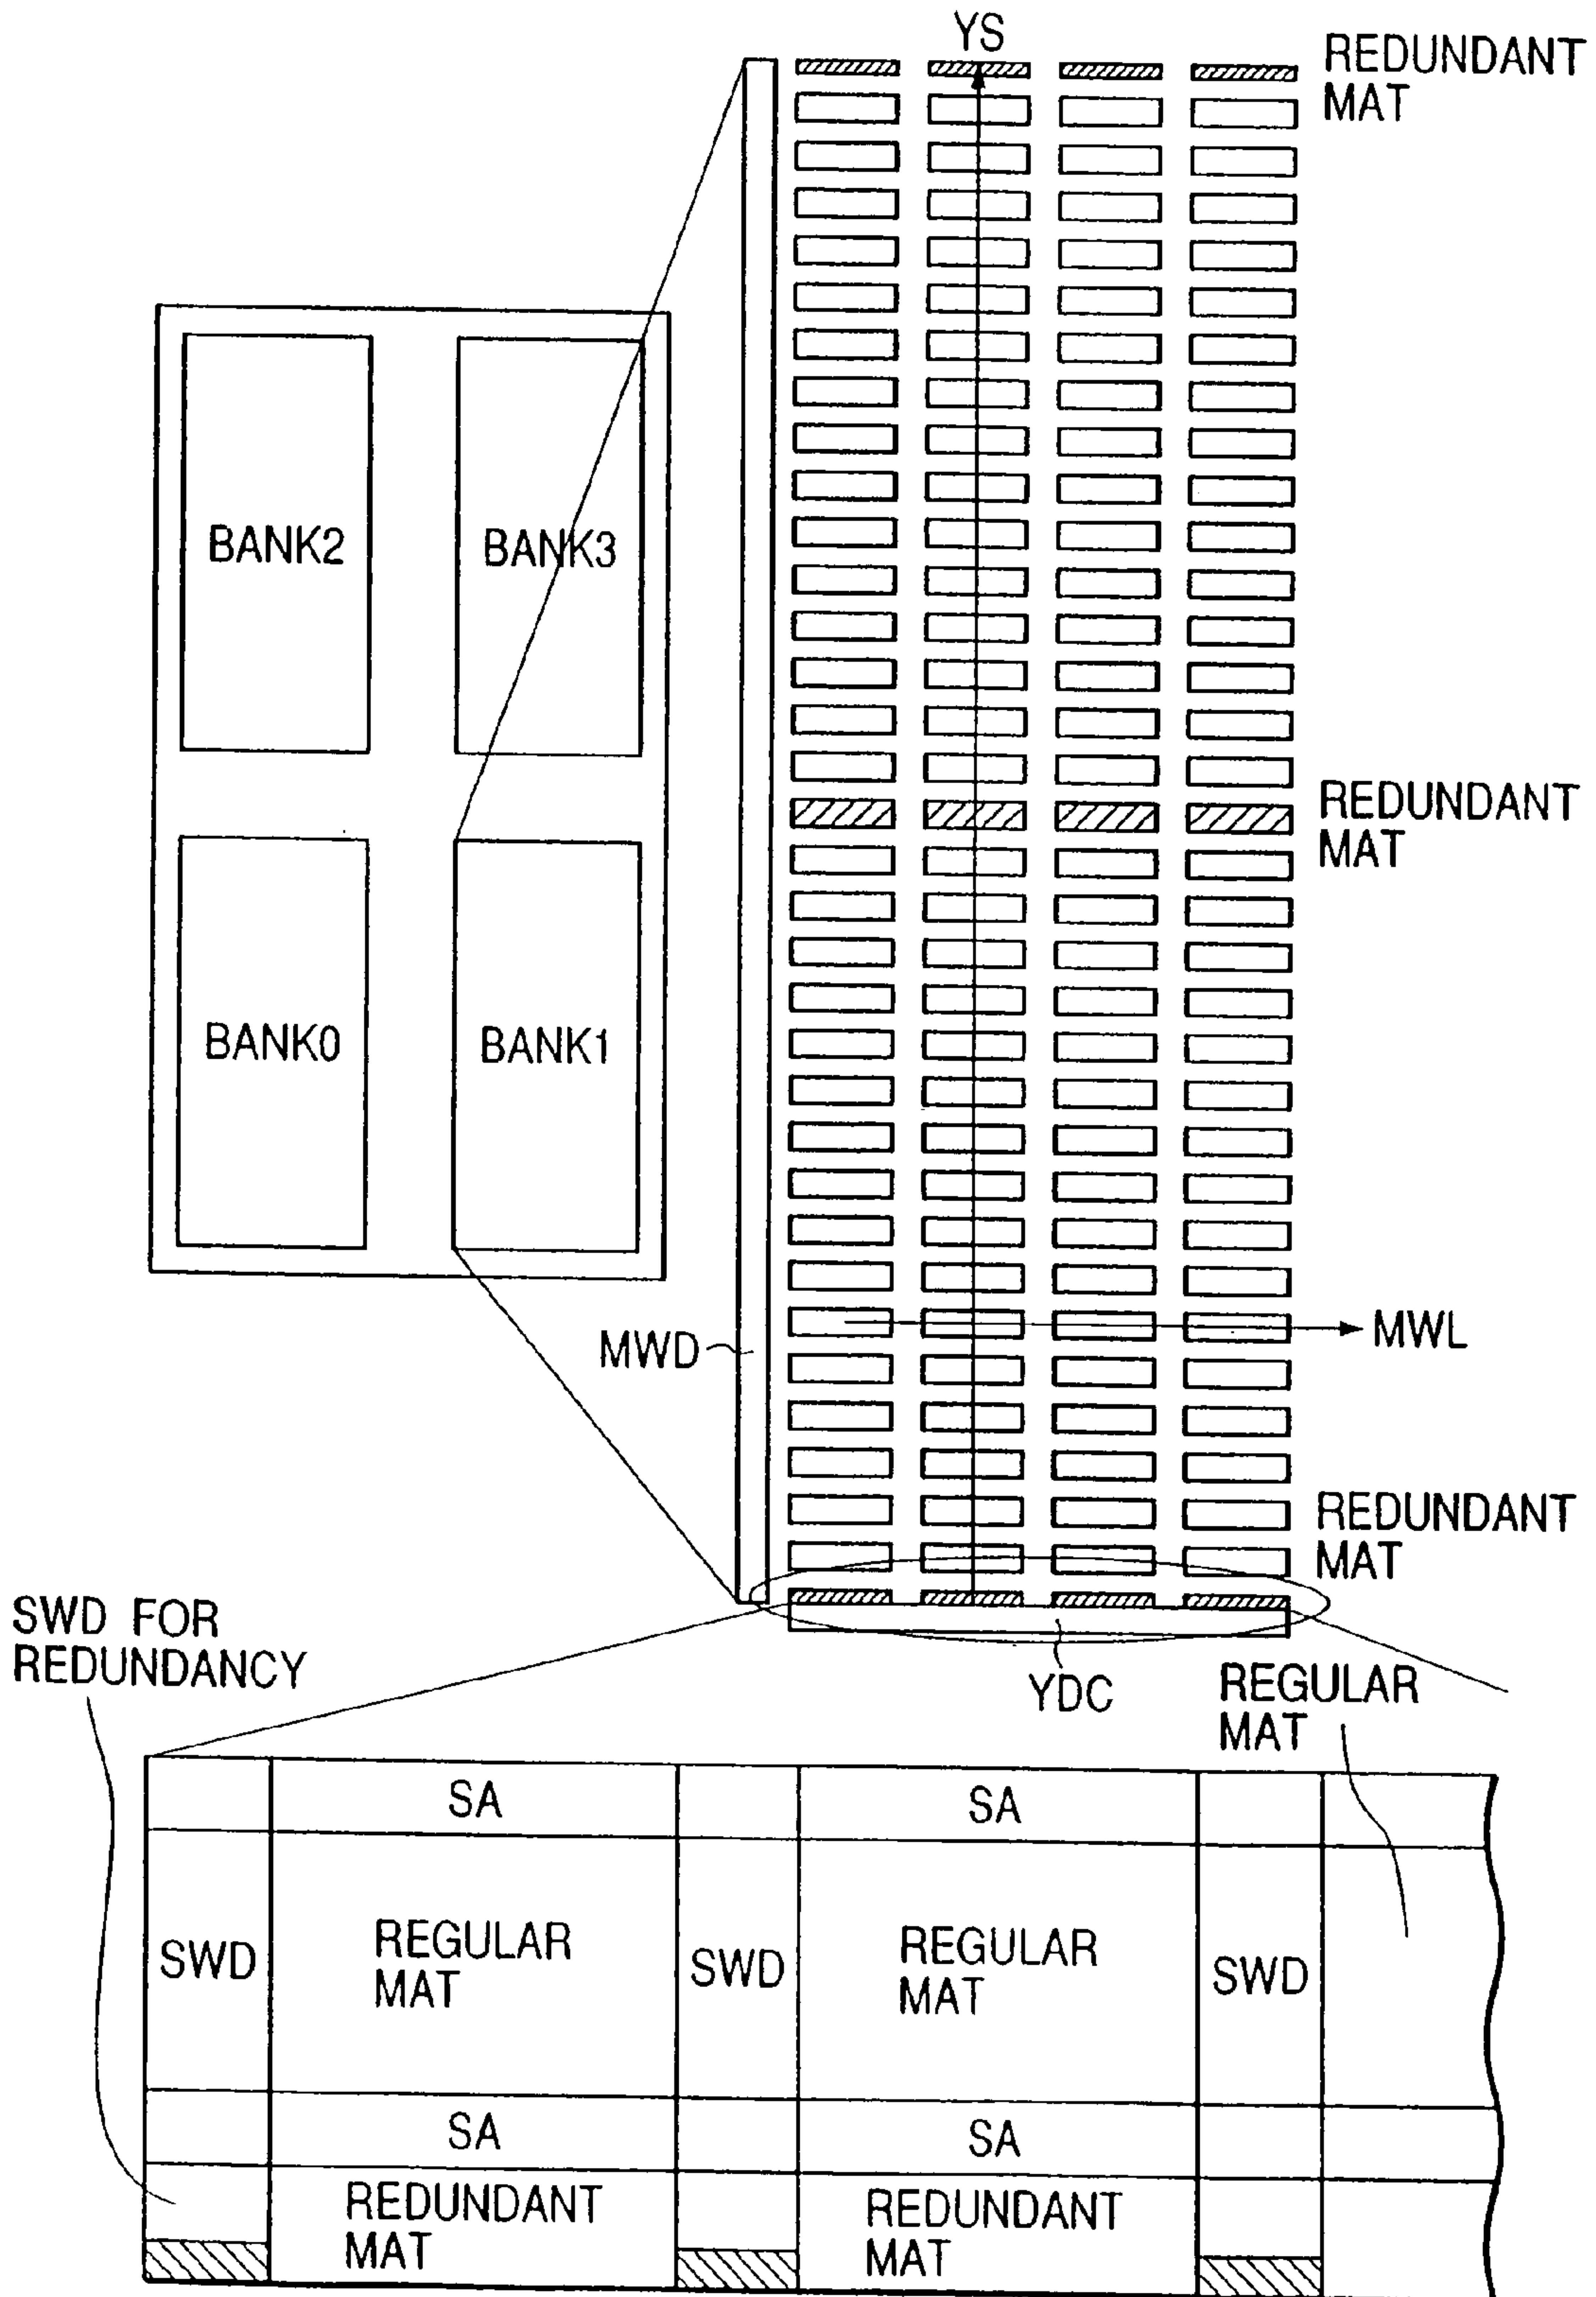 YS
REDUNDANT
MAT
BANK2
BANK3
REDUNDANT
MAT
BANK0
BANK1
MWD
MWL
REDUNDANT
MAT
SWD FOR
REDUNDANCY
YDC
REGULAR
MAT
SA
SA
SWD
REGULAR
MAT
SWD
REGULAR
MAT
SWD
SA
SA
REDUNDANT
MAT
REDUNDANT
MAT